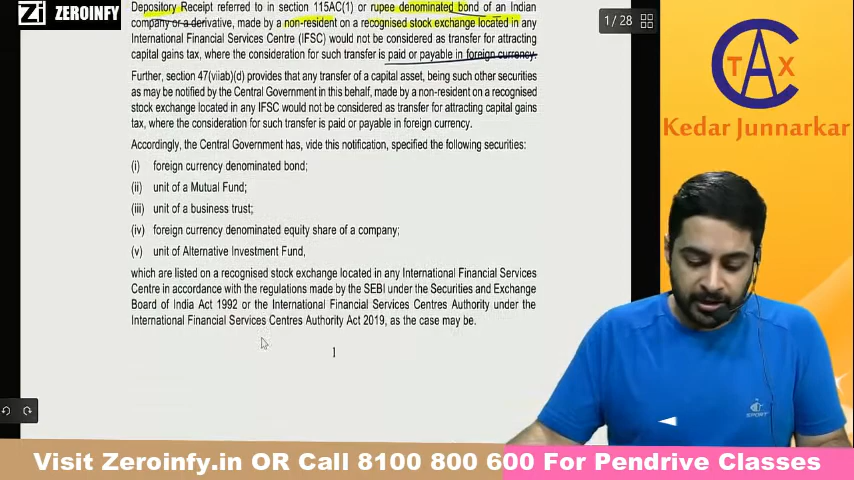 Zi ZEROINFY
Depository Receipt referred to in section 115AC(1) or rupee denominated bond of an Indian
company or a derivative, made by a non-resident on a recognised stock exchange located in any
International Financial Services Centre (IFSC) would not be considered as transfer for attracting
capital gains tax, where the consideration for such transfer is paid or payable in foreign currency.
Further, section 47(viiab)(d) provides that any transfer of a capital asset, being such other securities
as may be notified by the Central Government in this behalf, made by a non-resident on a recognised
stock exchange located in any IFSC would not be considered as transfer for attracting capital gains
tax, where the consideration for such transfer is paid or payable in foreign currency.
Accordingly, the Central Government has, vide this notification, specified the following securities:
(i) foreign currency denominated bond;
(ii) unit of a Mutual Fund;
(iii) unit of a business trust;
(iv) foreign currency denominated equity share of a company;
(v) unit of Alternative Investment Fund,
which are listed on a recognised stock exchange located in any International Financial Services
Centre in accordance with the regulations made by the SEBI under the Securities and Exchange
Board of India Act 1992 or the International Financial Services Centres Authority under the
International Financial Services Centres Authority Act 2019, as the case may be.
1
1 / 28
CA
TAX
Kedar Junnarkar
SPORT
Visit Zeroinfy.in OR Call 8100 800 600 For Pendrive Classes